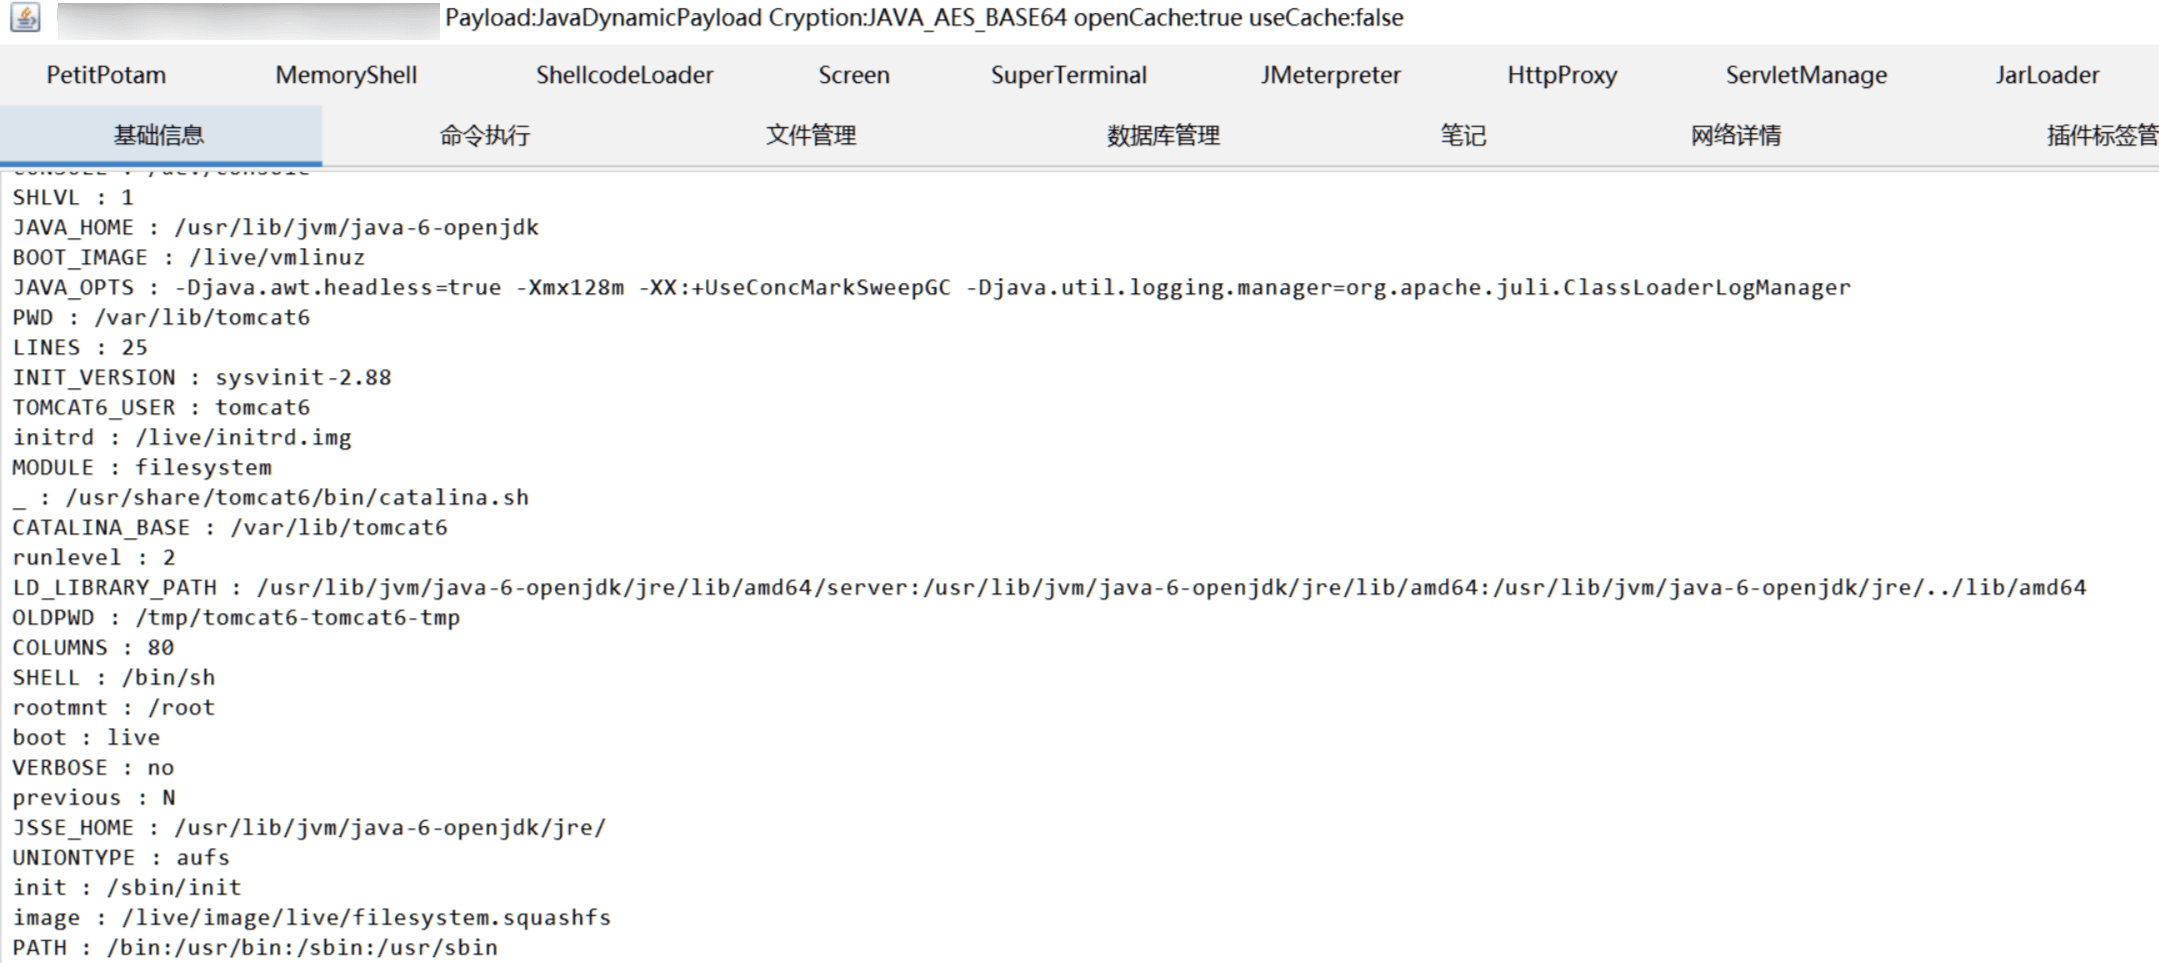 Payload:JavaDynamicPayload Cryption:JAVA_AES_BASE64 openCache:true useCache:false
PetitPotam MemoryShell ShellcodeLoader Screen SuperTerminal JMeterpreter HttpProxy ServletManage JarLoader
基础信息 命令执行 文件管理 数据库管理 笔记 网络详情 插件标签管
SHLVL : 1
JAVA_HOME : /usr/lib/jvm/java-6-openjdk
BOOT_IMAGE : /live/vmlinuz
JAVA_OPTS : -Djava.awt.headless=true -Xmx128m -XX:+UseConcMarkSweepGC -Djava.util.logging.manager=org.apache.juli.ClassLoaderLogManager
PWD : /var/lib/tomcat6
LINES : 25
INIT_VERSION : sysvinit-2.88
TOMCAT6_USER : tomcat6
initrd : /live/initrd.img
MODULE : filesystem
_ : /usr/share/tomcat6/bin/catalina.sh
CATALINA_BASE : /var/lib/tomcat6
runlevel : 2
LD_LIBRARY_PATH : /usr/lib/jvm/java-6-openjdk/jre/lib/amd64/server:/usr/lib/jvm/java-6-openjdk/jre/lib/amd64:/usr/lib/jvm/java-6-openjdk/jre/../lib/amd64
OLDPWD : /tmp/tomcat6-tomcat6-tmp
COLUMNS : 80
SHELL : /bin/sh
rootmnt : /root
boot : live
VERBOSE : no
previous : N
JSSE_HOME : /usr/lib/jvm/java-6-openjdk/jre/
UNIONTYPE : aufs
init : /sbin/init
image : /live/image/live/filesystem.squashfs
PATH : /bin:/usr/bin:/sbin:/usr/sbin